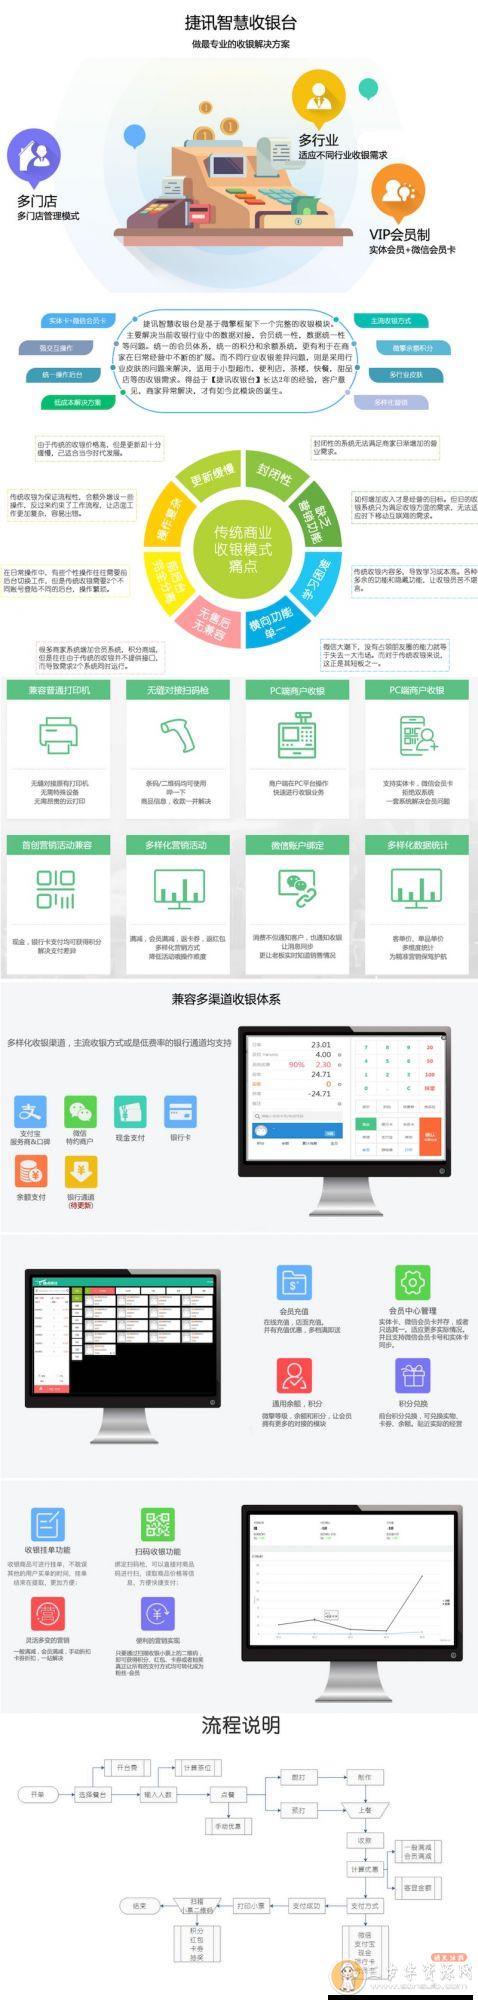 捷讯智慧收银台
做最专业的收银解决方案
多行业
适应不同行业收银需求
多门店
多门店管理模式
VIP会员制
实体会员+微信会员卡
实体卡+微信会员卡
强交互操作
统一操作后台
低成本解决方案
捷讯智慧收银台是基于微擎框架下一个完整的收银模块。
主要解决当前收银行业中的数据对接，会员统一性，数据统一性
等问题。统一的会员体系，统一的积分和余额系统，更有利于在商
家在日常经营中不断的扩展。而不同行业收银差异问题，则是采用行
业皮肤的问题来解决，适用于小型超市，便利店，茶楼，快餐，甜品
店等的收银需求。得益于【捷讯收银台】长达2年的经验，客户意
见，商家异常解决，才有如今此模块的诞生。
主流收银方式
微擎余额积分
多行业皮肤
多样化营销
由于传统的收银价格高，但是更新却十分
缓慢，己适合当今时代发展。
封闭性的系统无法满足商家日渐增加的营
业需求。
传统收银为保证流程性，会额外增设一些
操作，反过来约束了工作流程，让店面工
作更加复杂，容易出错。
如何增加收入才是经营的目标。但旧的收
银系统只为满足收银方面的需求，无法适
应时下移动互联网的需求。
在日常操作中，有些个性操作往往需要前
后台切换工作，但是传统收银需要2个不
同账号登陆不同的后台，操作繁琐。
传统收银内容多，导致学习成本高。各种
多余的功能和隐藏功能，让收银员苦不堪
言。
很多商家系统增加会员系统，积分商城，
但是往往由于传统的收银并不提供接口，
而导致需求2个系统同时运行。
微信大潮下，没有占领朋友圈的能力就等
于失去一大市场。而对于传统收银来说，
这正是其短板之一。
更新缓慢
封闭性
操作复杂
缺乏
营销功能
前后台
完全分离
学习困难
无售后
无兼容
横向功能
单一
传统商业
收银模式
痛点
兼容普通打印机
无缝对接原有打印机
无需特殊设备
无需昂贵的云打印
无缝对接扫码枪
条码/二维码均可使用
哔一下
商品信息，收款一并解决
PC端商户收银
商户端在PC平台操作
快速进行收银业务
PC端商户收银
支持实体卡，微信会员卡
拒绝双系统
一套系统解决会员问题
首创营销活动兼容
现金，银行卡支付均可获得积分
解决支付差异
多样化营销活动
满减，会员满减，返卡券，返红包
多样化营销方式
降低活动噬操作难度
微信账户绑定
消费不但通知客户，也通知收银
让消息同步
更让老板实时知道销售情况
多样化数据统计
客单价，单品单价
多维度统计
为精准营销保驾护航
兼容多渠道收银体系
多样化收银渠道，主流收银方式或是低费率的银行通道均支持
支付宝
服务商&口碑
微信
特约商户
现金支付
银行卡
余额支付
银行通道
(待更新)
23.01
4.00
90% 2.30
24.71
0
-24.71
会员充值
在线充值，店面充值。
并有充值优惠，多档满即送
会员中心管理
实体卡、微信会员卡并存，或者
只选其一。适应更多实际情况。
并且支持微信会员卡号和实体卡
同步。
通用余额，积分
微擎等级，余额和积分，让会员
拥有更多的对接的模块
积分兑换
前台积分兑换，可兑换实物、
卡券、余额。贴近实际的经营
收银挂单功能
收银商品可进行挂单，不耽误
其他的用户买单的时间，挂单
结束在提取，更加方便；
扫码收银功能
绑定扫码枪，可以直接对商品
码进行扫，读取商品价格等信
息，方便快捷支付；
灵活多变的营销
一般满减，会员满减，手动折扣
卡券折扣，一站解决
便利的营销实现
只要通过扫描收银小票上的二维码，
即可获得积分、红包、卡券或者抽奖
真正让所有的支付方式均可转化成为
粉丝-会员
流程说明
开台费
计算茶位
开单
选择餐台
输入人数
点餐
即打
制作
预打
上餐
手动优惠
收款
一般满减
会员满减
计算优惠
客显金额
结束
扫描
小票二维码
打印小票
支付成功
支付方式
积分
红包
卡券
抽奖
微信
支付宝
现金
银行卡